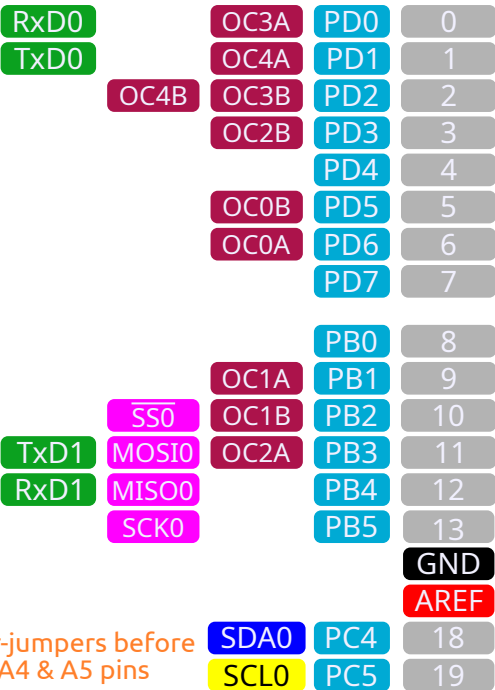 RxD0 OC3A PD0 0
TxD0 OC4A PD1 1
OC4B OC3B PD2 2
OC2B PD3 3
PD4 4
OC0B PD5 5
OC0A PD6 6
PD7 7
PB0 8
OC1A PB1 9
SS0 OC1B PB2 10
TxD1 MOSI0 OC2A PB3 11
RxD1 MISO0 PB4 12
SCK0 PB5 13
GND
AREF
-jumpers before SDA0 PC4 18
A4 & A5 pins SCL0 PC5 19